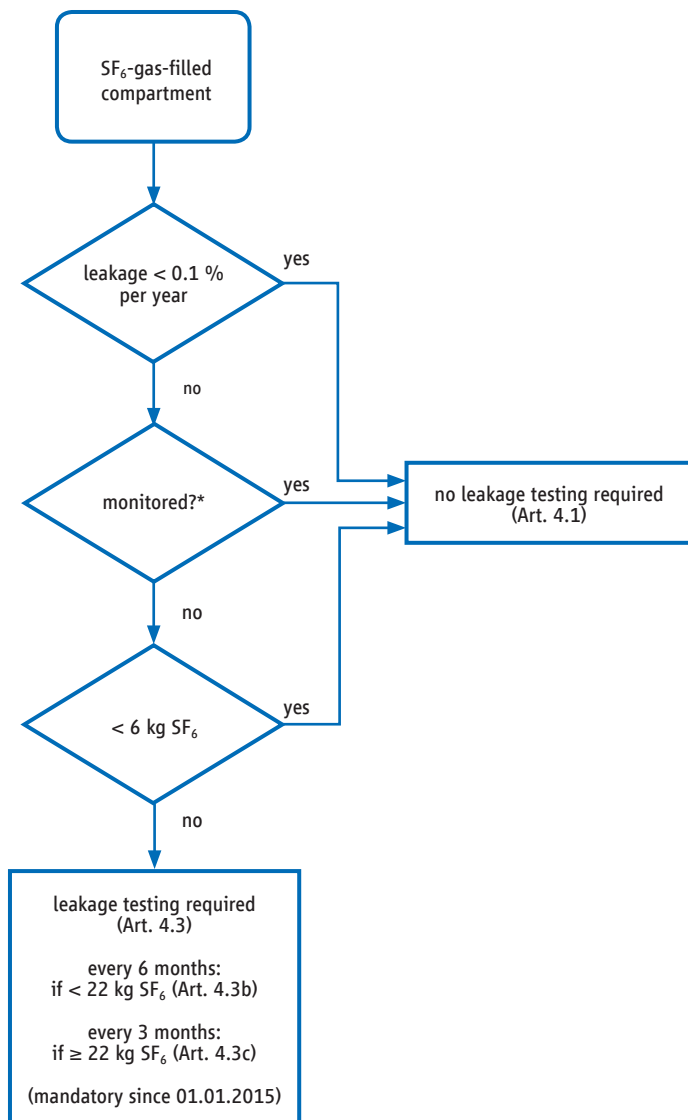 SF₆-gas-filled
compartment
leakage < 0.1 %
per year
yes
no
monitored?*
yes
no leakage testing required
(Art. 4.1)
no
< 6 kg SF₆
yes
no
leakage testing required
(Art. 4.3)
every 6 months:
if < 22 kg SF₆ (Art. 4.3b)
every 3 months:
if ≥ 22 kg SF₆ (Art. 4.3c)
(mandatory since 01.01.2015)